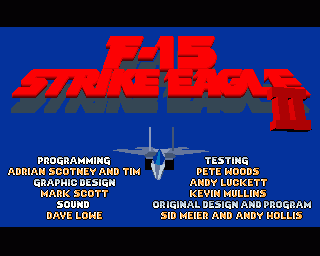 F-15
STRIKE EAGLE
II
PROGRAMMING
ADRIAN SCOTNEY AND TIM
GRAPHIC DESIGN
MARK SCOTT
SOUND
DAVE LOWE
TESTING
PETE WOODS
ANDY LUCKETT
KEVIN MULLINS
ORIGINAL DESIGN AND PROGRAM
SID MEIER AND ANDY HOLLIS